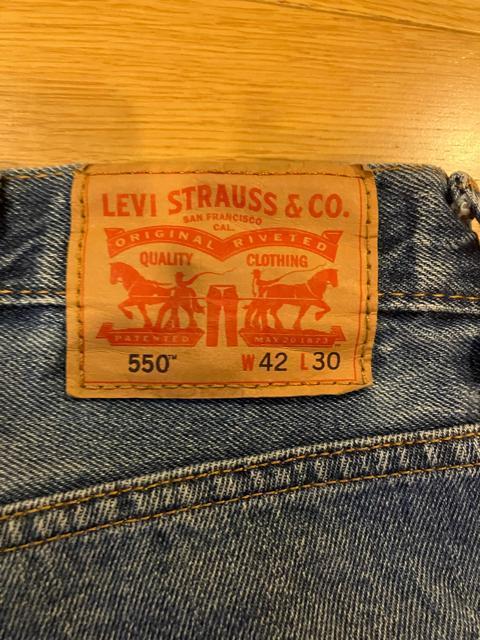 LEVI STRAUSS & CO.
SAN FRANCISCO
CAL.
ORIGINAL RIVETED
QUALITY CLOTHING
PATENTED MAY 20 1873
550™ W 42 L 30